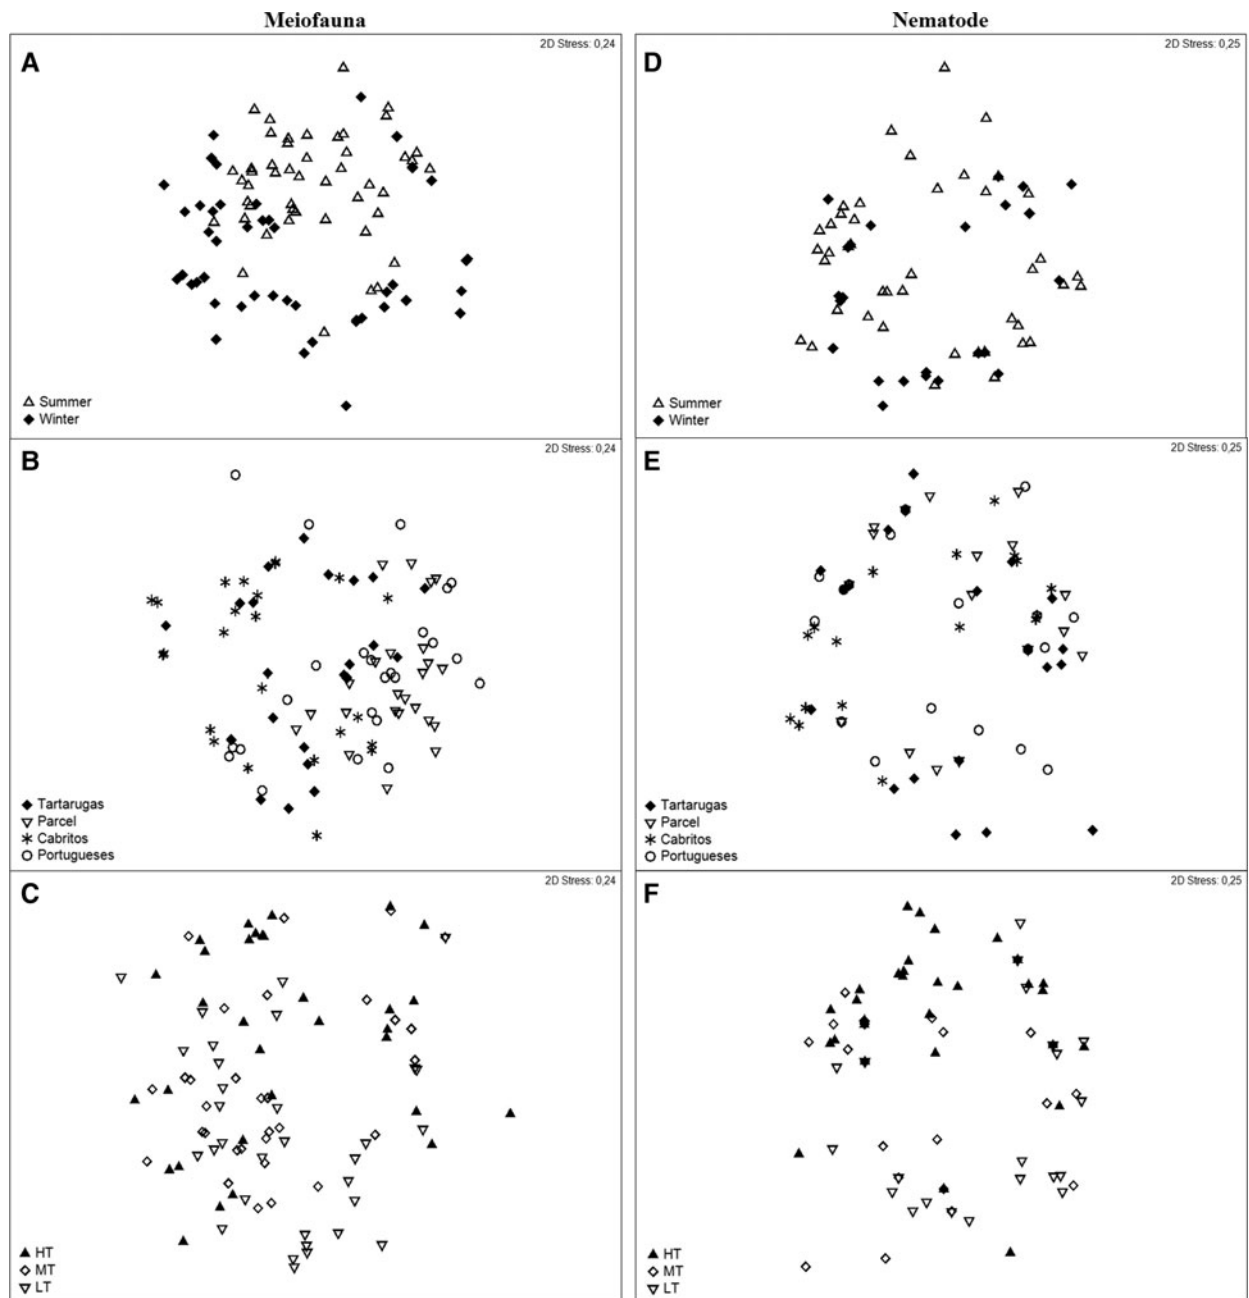 Meiofauna
Nematode
A
2D Stress: 0,24
Summer
Winter
D
2D Stress: 0,25
Summer
Winter
B
2D Stress: 0,24
Tartarugas
Parcel
Cabritos
Portugueses
E
2D Stress: 0,25
Tartarugas
Parcel
Cabritos
Portugueses
C
2D Stress: 0,24
HT
MT
LT
F
2D Stress: 0,25
HT
MT
LT